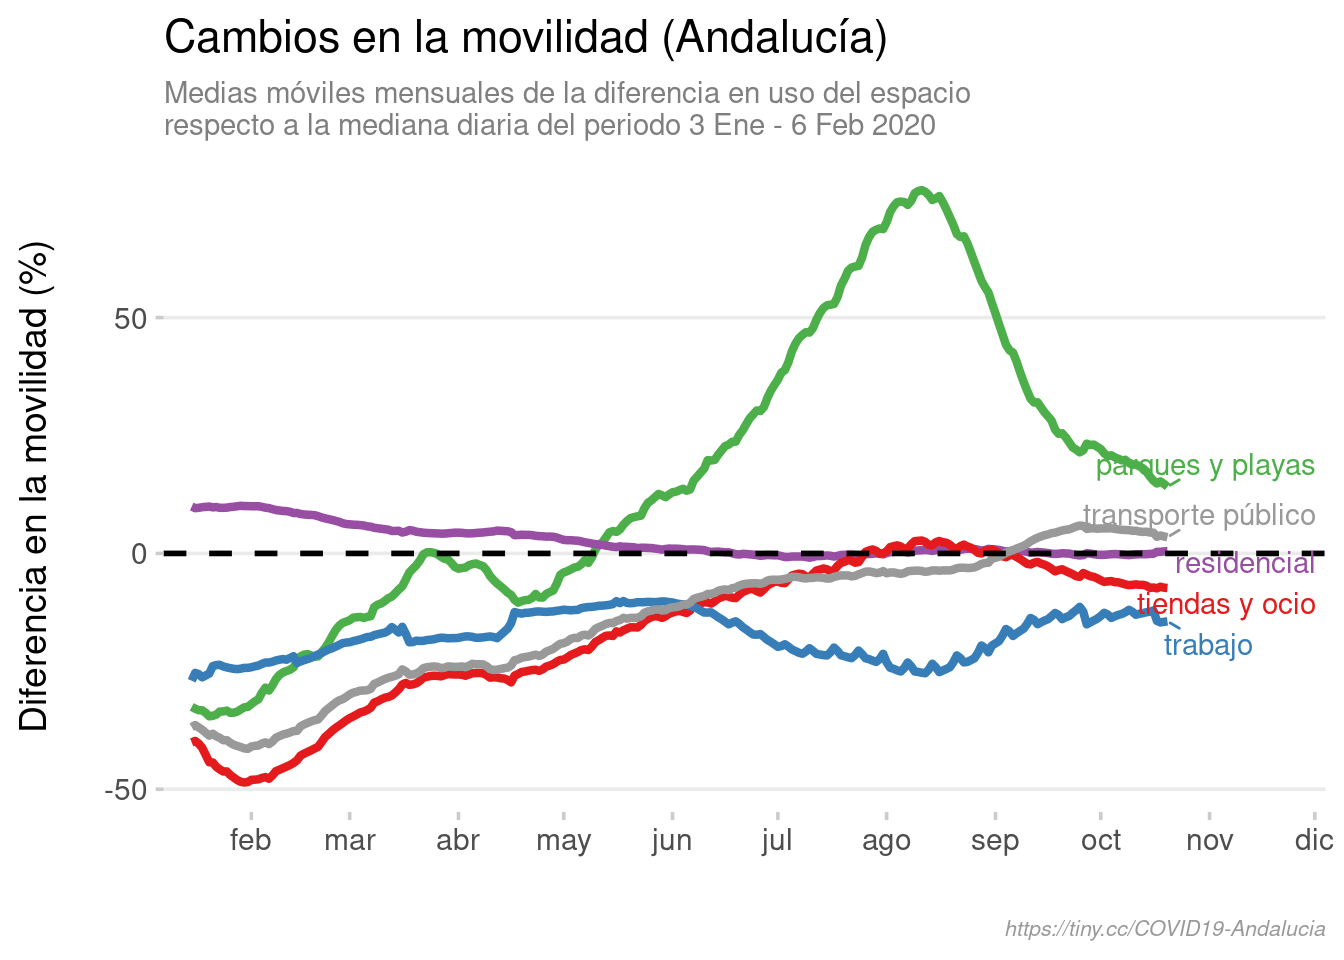 Cambios en la movilidad (Andalucía)
Medias móviles mensuales de la diferencia en uso del espacio
respecto a la mediana diaria del periodo 3 Ene - 6 Feb 2020
Diferencia en la movilidad (%)
50
0
-50
parques y playas
transporte público
residencial
tiendas y ocio
trabajo
feb mar abr may jun jul ago sep oct nov dic
https://tiny.cc/COVID19-Andalucia